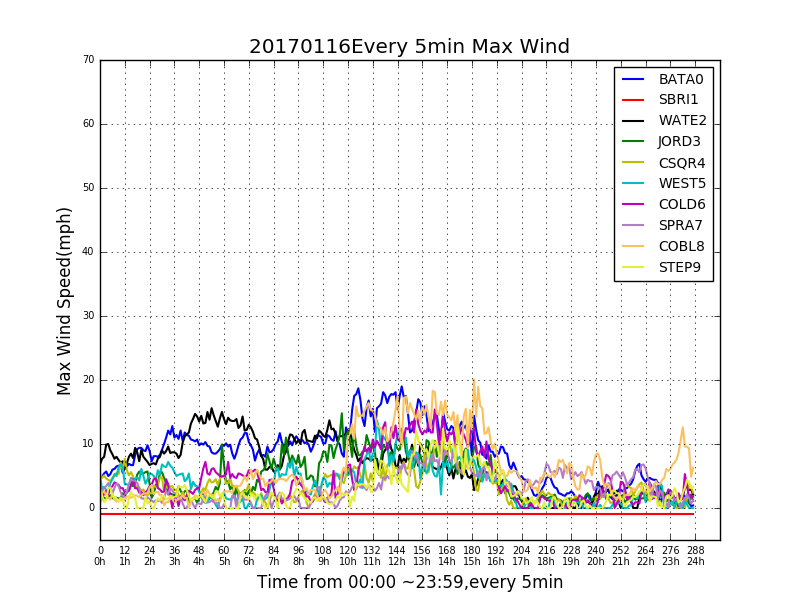 20170116Every 5min Max Wind
70
60
50
40
30
20
10
0
Max Wind Speed(mph)
BATA0
SBRI1
WATE2
JORD3
CSQR4
WEST5
COLD6
SPRA7
COBL8
STEP9
0 12 24 36 48 60 72 84 96 108 120 132 144 156 168 180 192 204 216 228 240 252 264 276 288
0h 1h 2h 3h 4h 5h 6h 7h 8h 9h 10h 11h 12h 13h 14h 15h 16h 17h 18h 19h 20h 21h 22h 23h 24h
Time from 00:00 ~23:59,every 5min